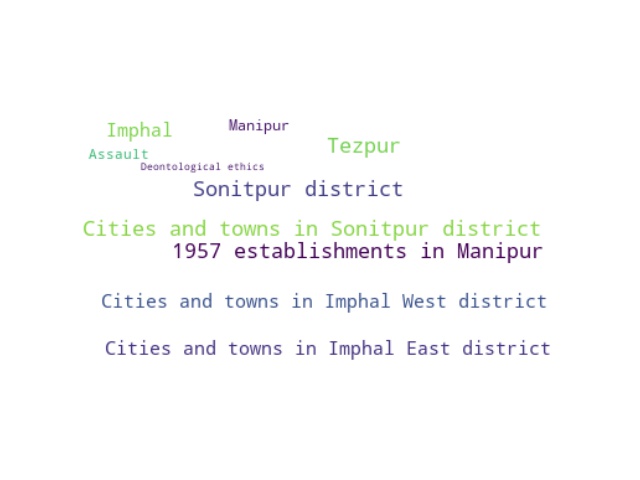 Imphal
Manipur
Tezpur
Assault
Deontological ethics
Sonitpur district
Cities and towns in Sonitpur district
1957 establishments in Manipur
Cities and towns in Imphal West district
Cities and towns in Imphal East district